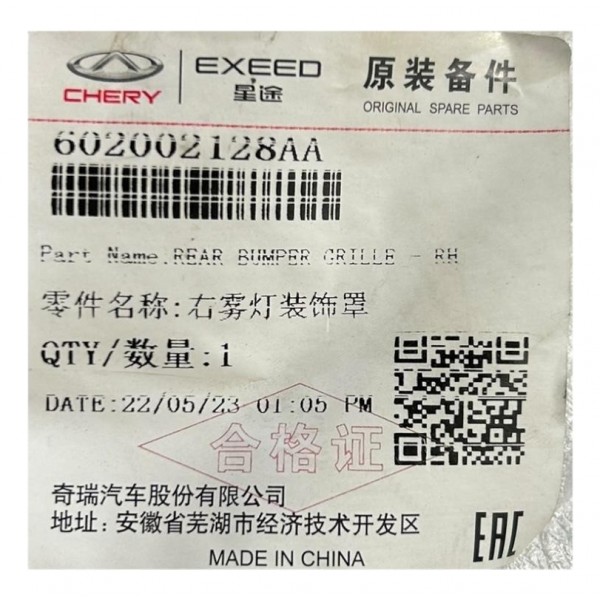 CHERY
EXEED
星途
原装备件
ORIGINAL SPARE PARTS
602002128AA
Part Name:REAR BUMPER GRILLE - RH
零件名称:右雾灯装饰罩
QTY/数量:1
DATE:22/05/23 01:05 PM
合格证
奇瑞汽车股份有限公司
地址：安徽省芜湖市经济技术开发区
MADE IN CHINA
EAC